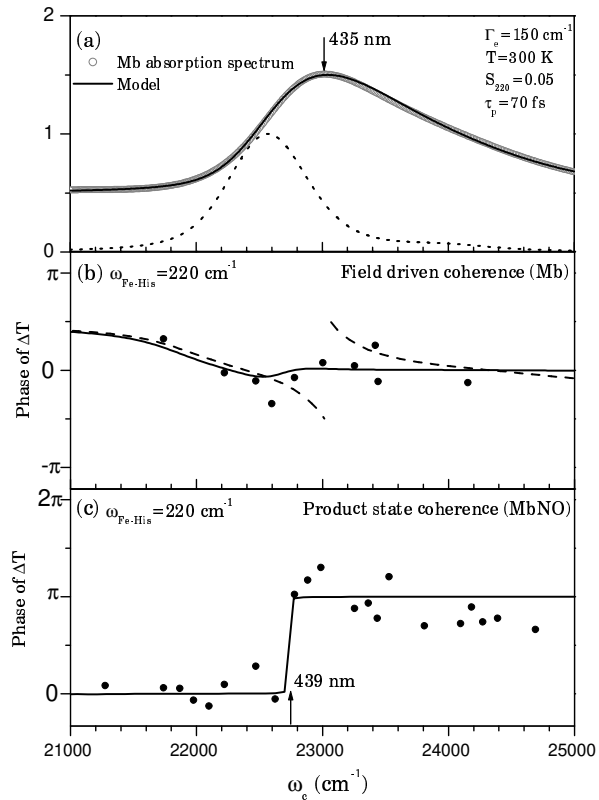 2
(a)
435 nm
Γe=150 cm-1
Mb absorption spectrum
T=300 K
Model
S220=0.05
τp=70 fs
1
0
π
(b) ωFe-His=220 cm-1
Field driven coherence (Mb)
Phase of ΔT
0
-π
2π
(c) ωFe-His=220 cm-1
Product state coherence (MbNO)
Phase of ΔT
π
0
439 nm
21000 22000 23000 24000 25000
ωc (cm-1)